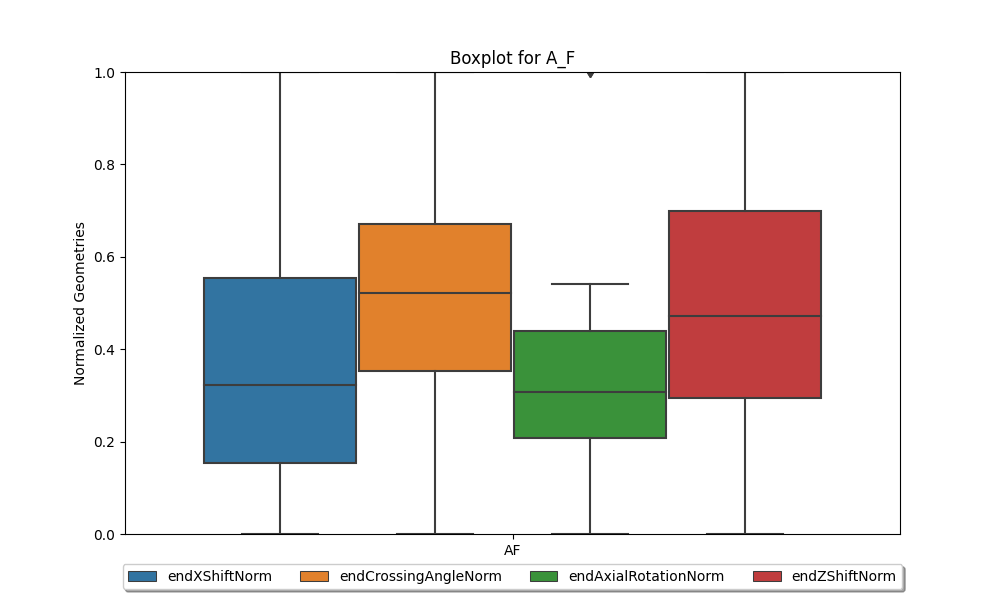 Boxplot for A_F
1.0
0.8
0.6
0.4
0.2
0.0
Normalized Geometries
AF
endXShiftNorm endCrossingAngleNorm endAxialRotationNorm endZShiftNorm